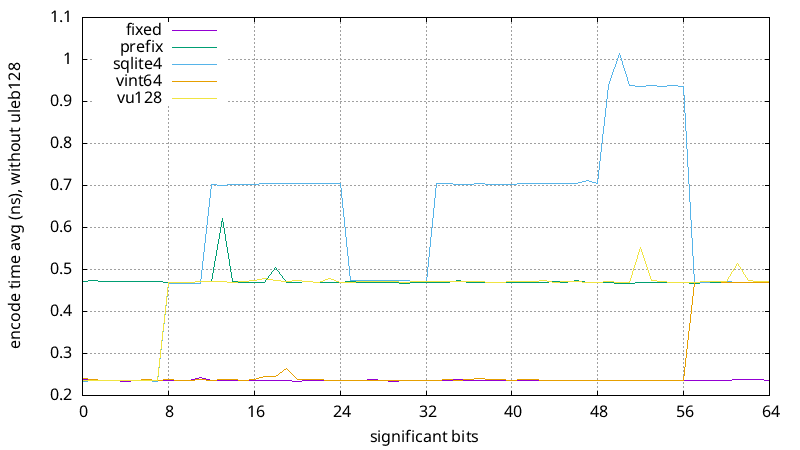 encode time avg (ns), without uleb128
1.1
1
0.9
0.8
0.7
0.6
0.5
0.4
0.3
0.2
fixed
prefix
sqlite4
vint64
vu128
0 8 16 24 32 40 48 56 64
significant bits